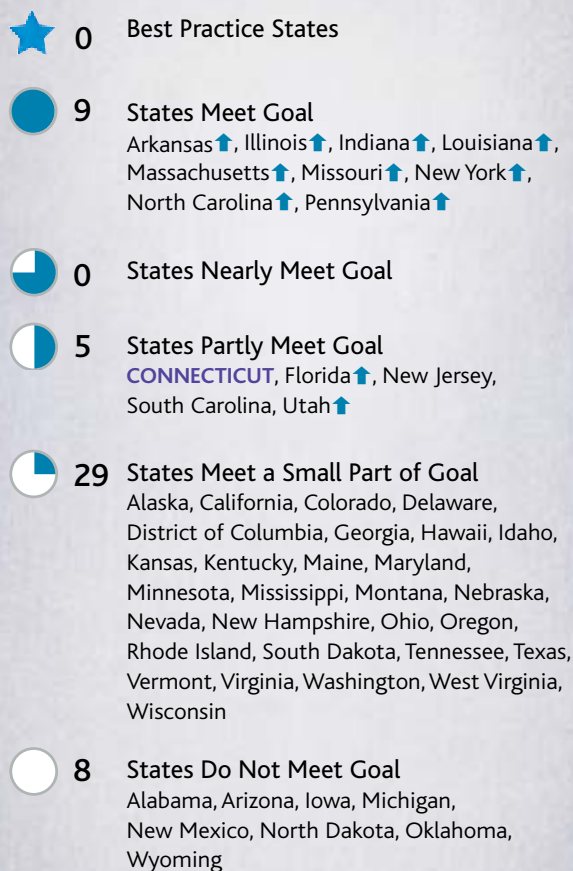 0 Best Practice States
9 States Meet Goal
Arkansas⬆, Illinois⬆, Indiana⬆, Louisiana⬆,
Massachusetts⬆, Missouri⬆, New York⬆,
North Carolina⬆, Pennsylvania⬆
0 States Nearly Meet Goal
5 States Partly Meet Goal
CONNECTICUT, Florida⬆, New Jersey,
South Carolina, Utah⬆
29 States Meet a Small Part of Goal
Alaska, California, Colorado, Delaware,
District of Columbia, Georgia, Hawaii, Idaho,
Kansas, Kentucky, Maine, Maryland,
Minnesota, Mississippi, Montana, Nebraska,
Nevada, New Hampshire, Ohio, Oregon,
Rhode Island, South Dakota, Tennessee, Texas,
Vermont, Virginia, Washington, West Virginia,
Wisconsin
8 States Do Not Meet Goal
Alabama, Arizona, Iowa, Michigan,
New Mexico, North Dakota, Oklahoma,
Wyoming